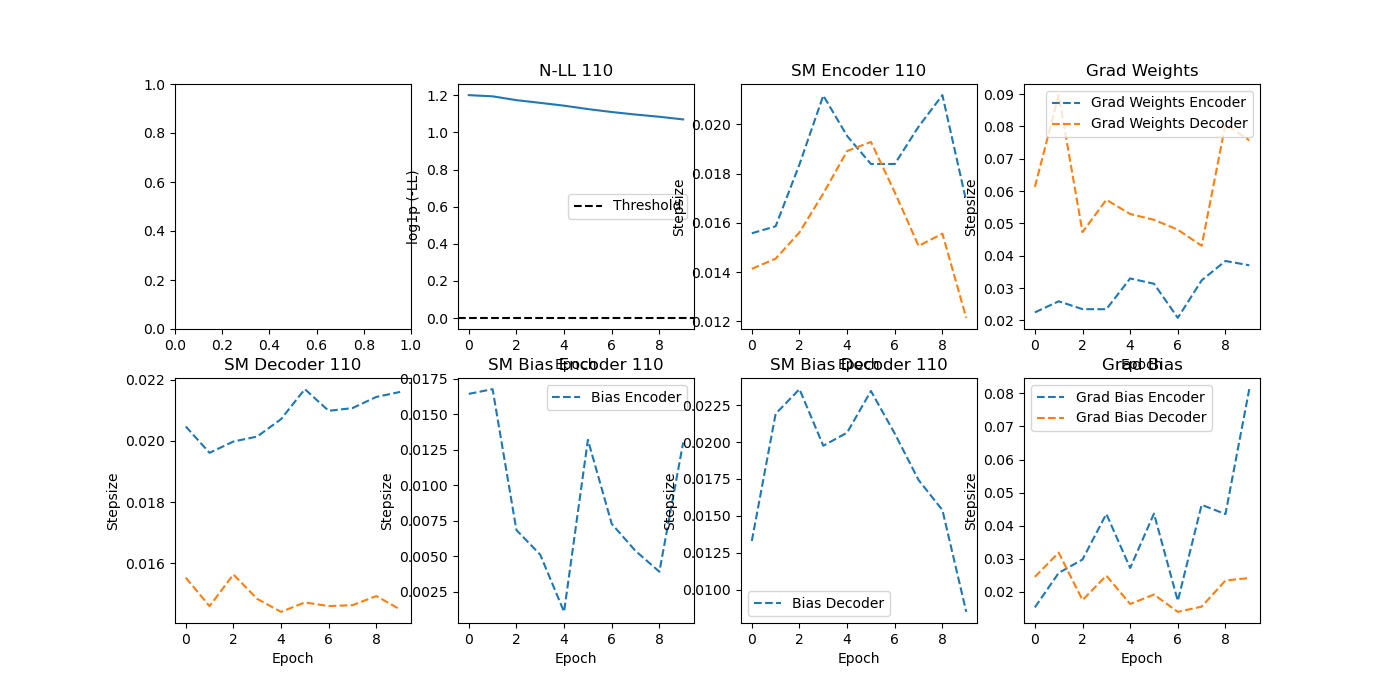 N-LL 110
SM Encoder 110
Grad Weights
1.0
0.8
0.6
0.4
0.2
0.0
0.0 0.2 0.4 0.6 0.8 1.0
log1p (-LL)
1.2
1.0
0.8
0.6
0.4
0.2
0.0
Threshold
0 2 4 6 8
Epoch
Stepsize
0.020
0.018
0.016
0.014
0.012
0 2 4 6 8
Epoch
Stepsize
0.09
0.08
0.07
0.06
0.05
0.04
0.03
0.02
Grad Weights Encoder
Grad Weights Decoder
0 2 4 6 8
Epoch
SM Decoder 110
SM Bias Encoder 110
SM Bias Decoder 110
Grad Bias
Stepsize
0.022
0.020
0.018
0.016
0 2 4 6 8
Epoch
Stepsize
0.0175
0.0150
0.0125
0.0100
0.0075
0.0050
0.0025
Bias Encoder
0 2 4 6 8
Epoch
Stepsize
0.0225
0.0200
0.0175
0.0150
0.0125
0.0100
Bias Decoder
0 2 4 6 8
Epoch
Stepsize
0.08
0.07
0.06
0.05
0.04
0.03
0.02
Grad Bias Encoder
Grad Bias Decoder
0 2 4 6 8
Epoch